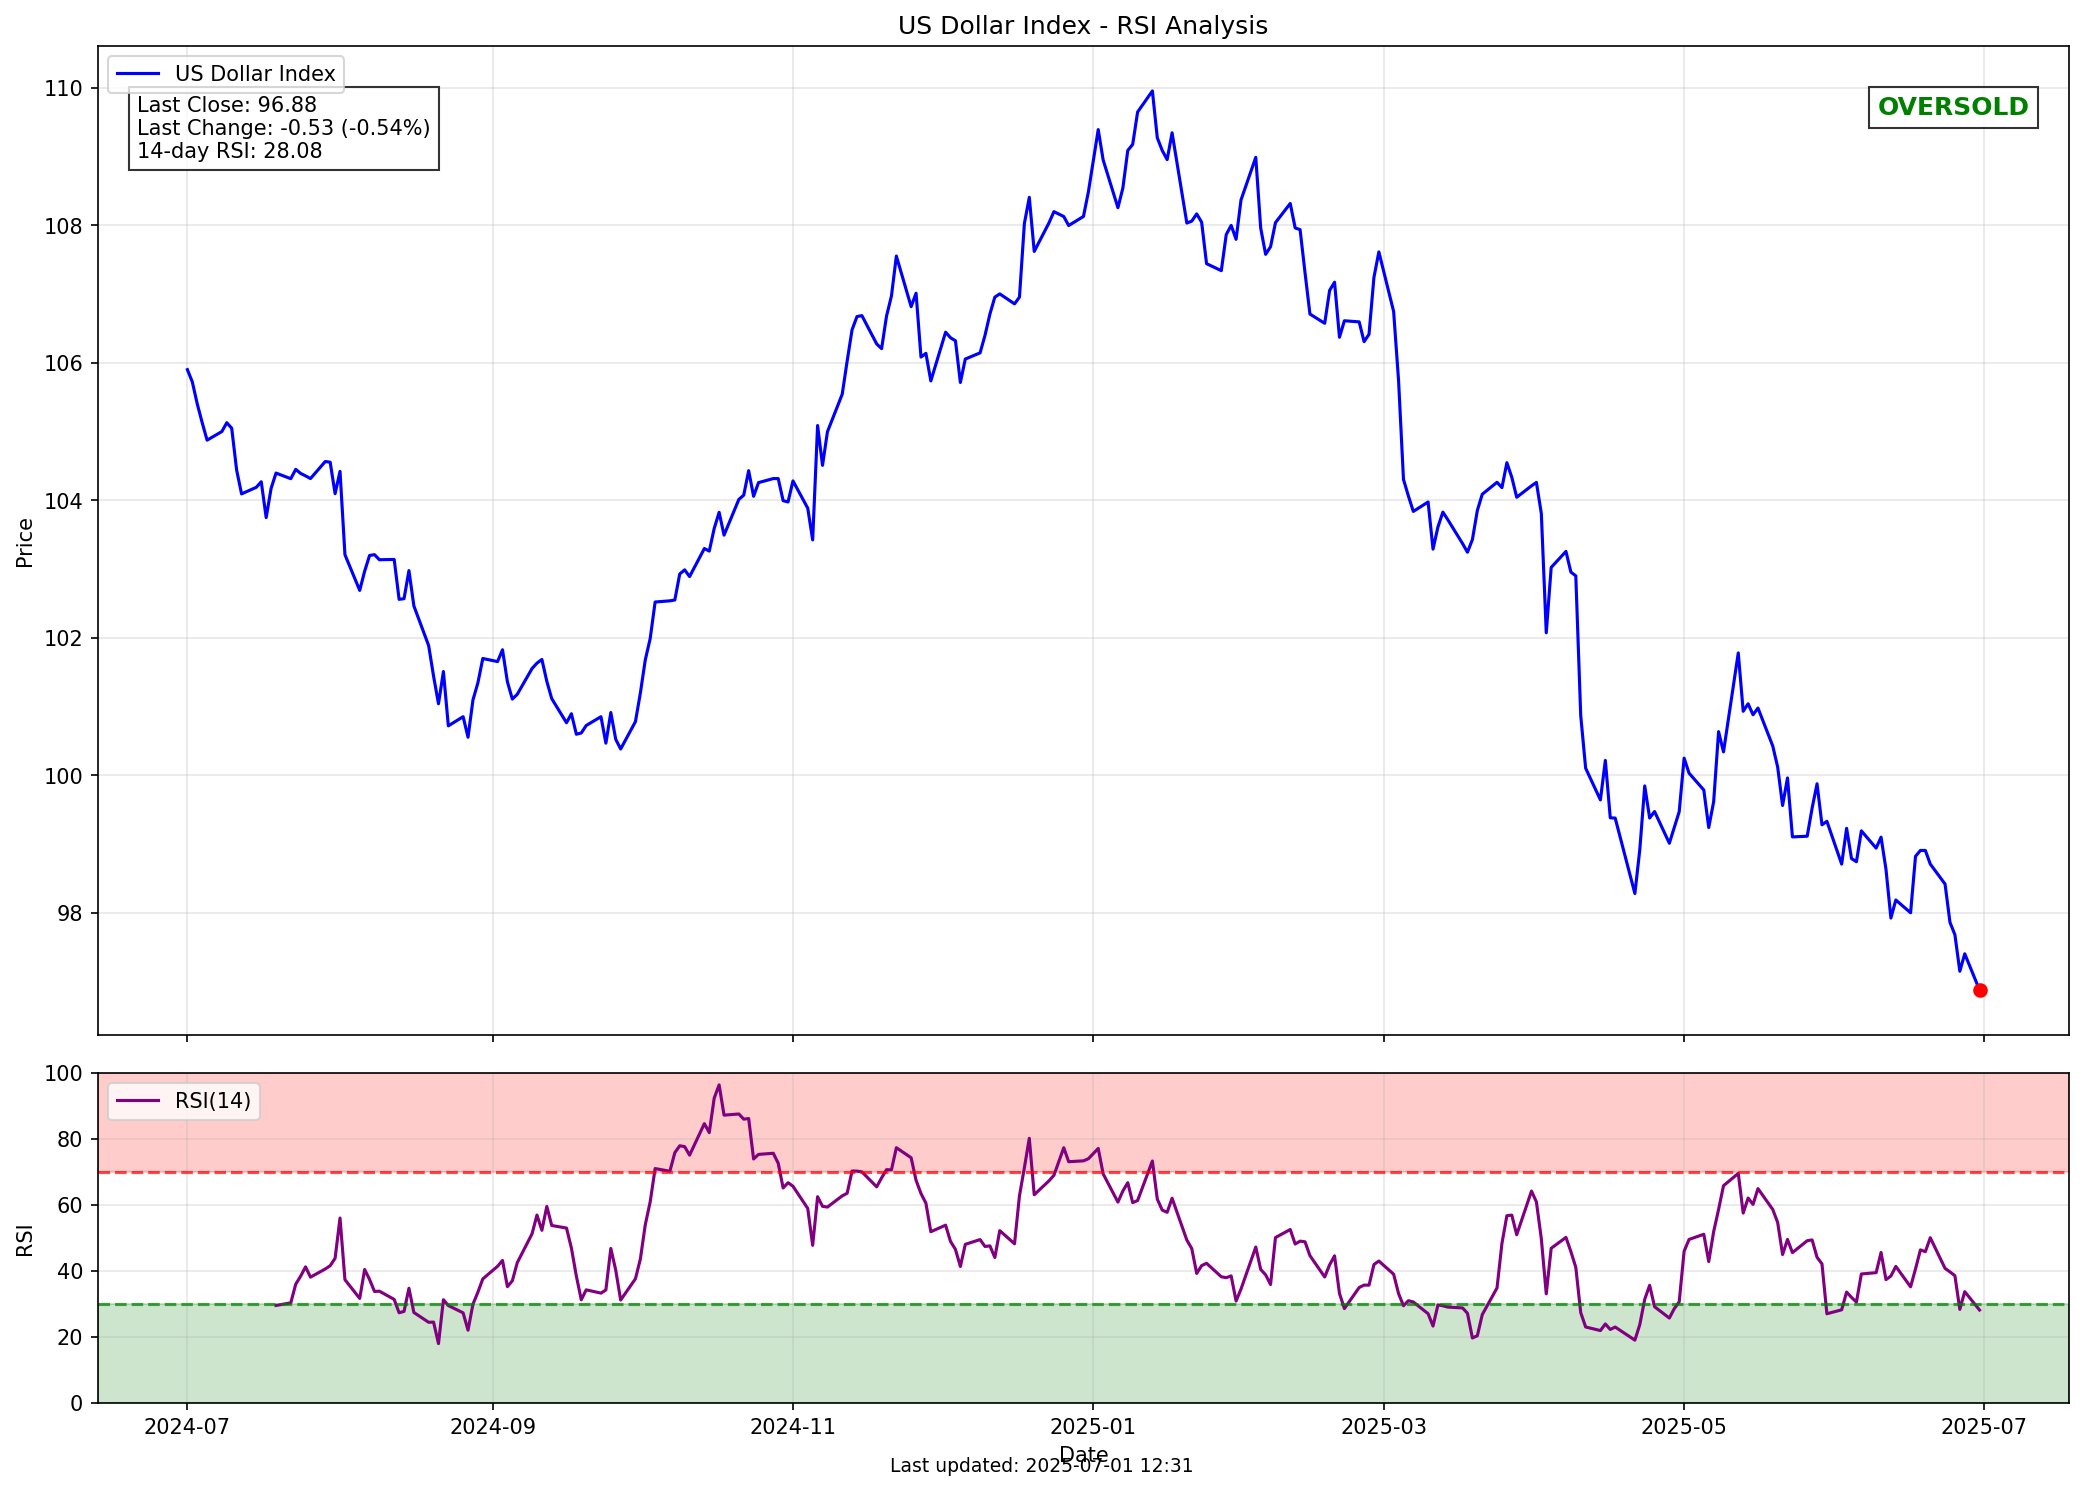 US Dollar Index - RSI Analysis
US Dollar Index
Last Close: 96.88
Last Change: -0.53 (-0.54%)
14-day RSI: 28.08
OVERSOLD
110
108
106
104
102
100
98
Price
RSI(14)
100
80
60
40
20
0
RSI
2024-07
2024-09
2024-11
2025-01
2025-03
2025-05
2025-07
Date
Last updated: 2025-07-01 12:31